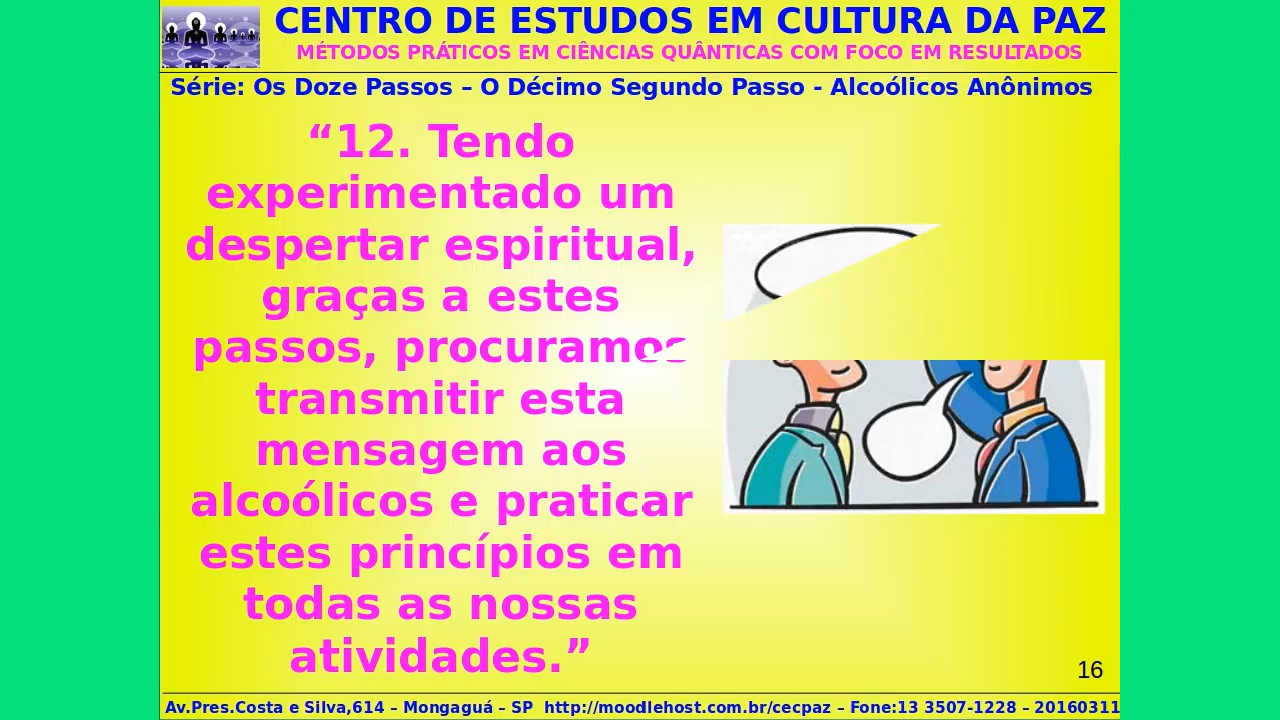 CENTRO DE ESTUDOS EM CULTURA DA PAZ
MÉTODOS PRÁTICOS EM CIÊNCIAS QUÂNTICAS COM FOCO EM RESULTADOS
Série: Os Doze Passos – O Décimo Segundo Passo - Alcoólicos Anônimos
“12. Tendo
experimentado um
despertar espiritual,
graças a estes
passos, procuramos
transmitir esta
mensagem aos
alcoólicos e praticar
estes princípios em
todas as nossas
atividades.”
16
Av.Pres.Costa e Silva,614 – Mongaguá – SP http://moodlehost.com.br/cecpaz – Fone:13 3507-1228 – 20160311